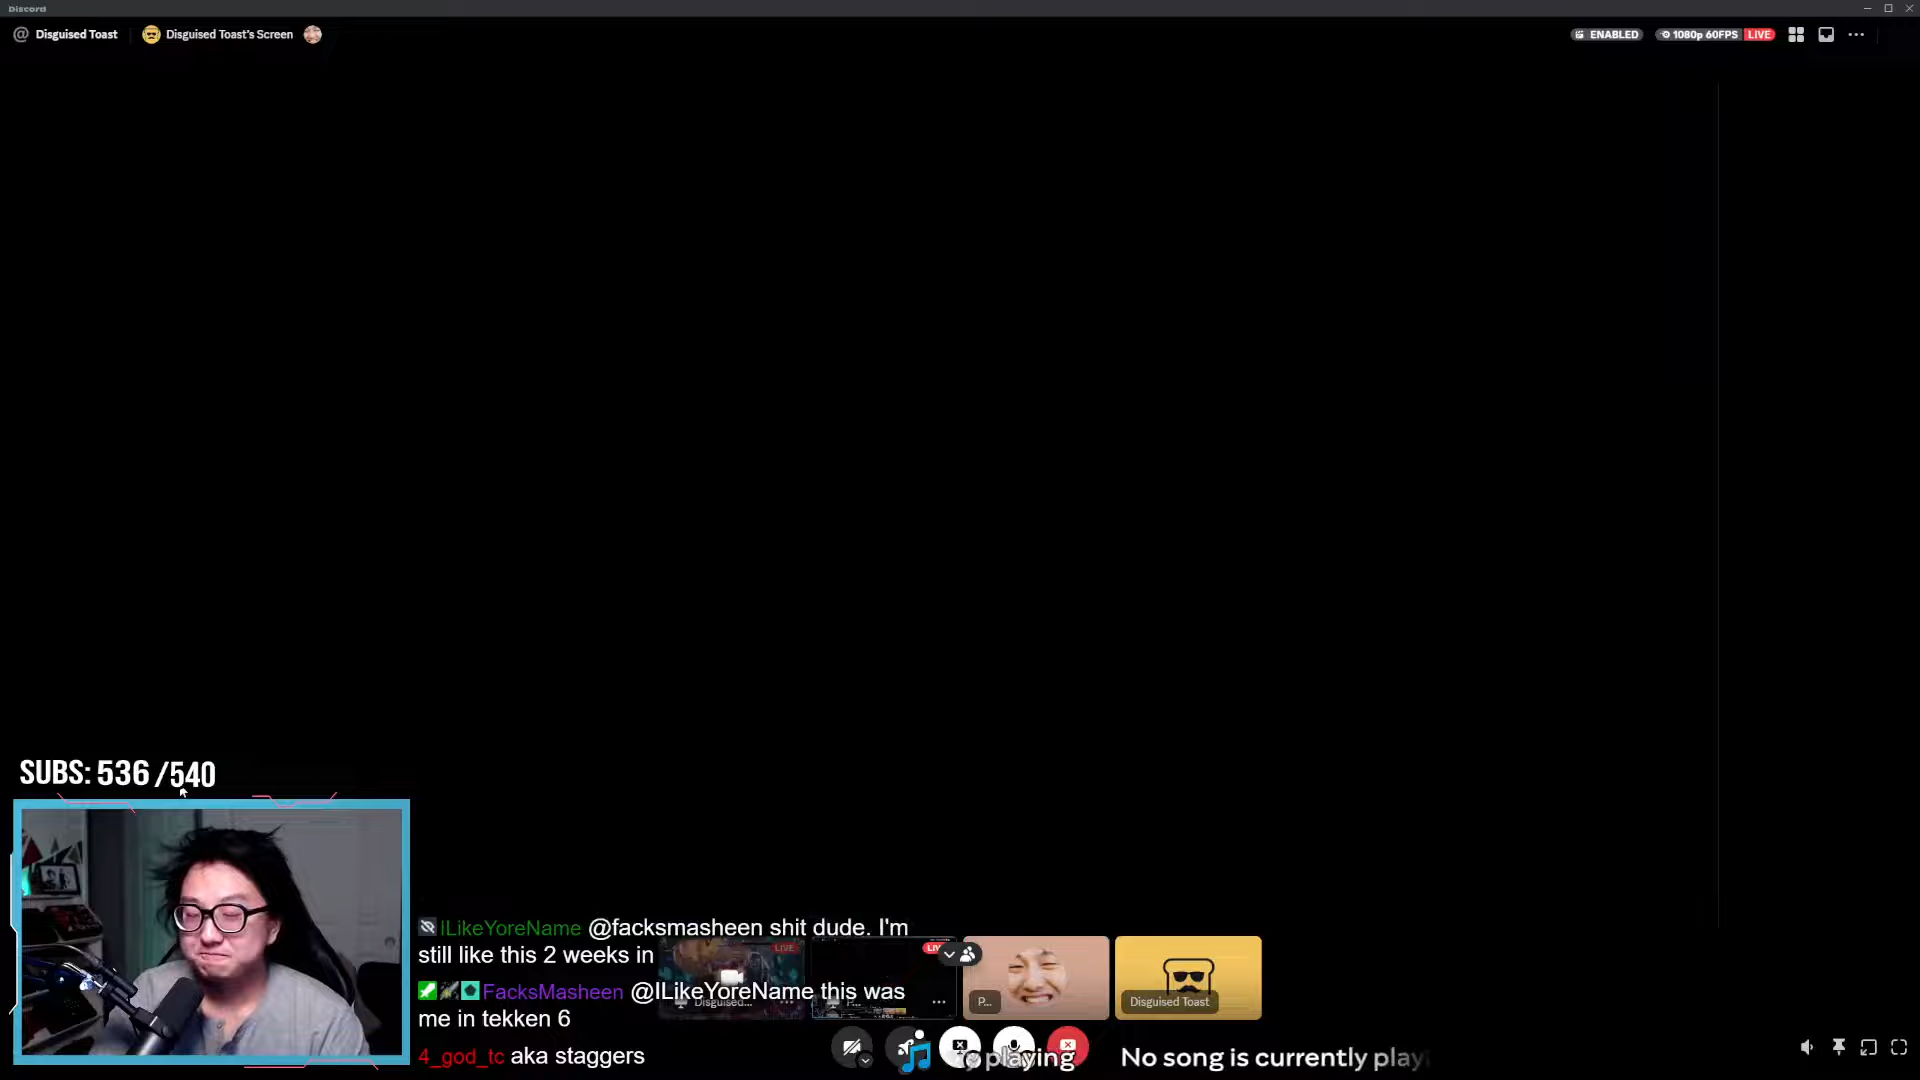 Discord
@ Disguised Toast
Disguised Toast's Screen
ENABLED
1080p 60FPS LIVE
SUBS: 536 /540
ILikeYoreName @facksmasheen shit dude. I'm
still like this 2 weeks in
FacksMasheen @ILikeYoreName this was
me in tekken 6
4_god_tc aka staggers
LIVE
Disguised...
P...
P...
Disguised Toast
playing
No song is currently play